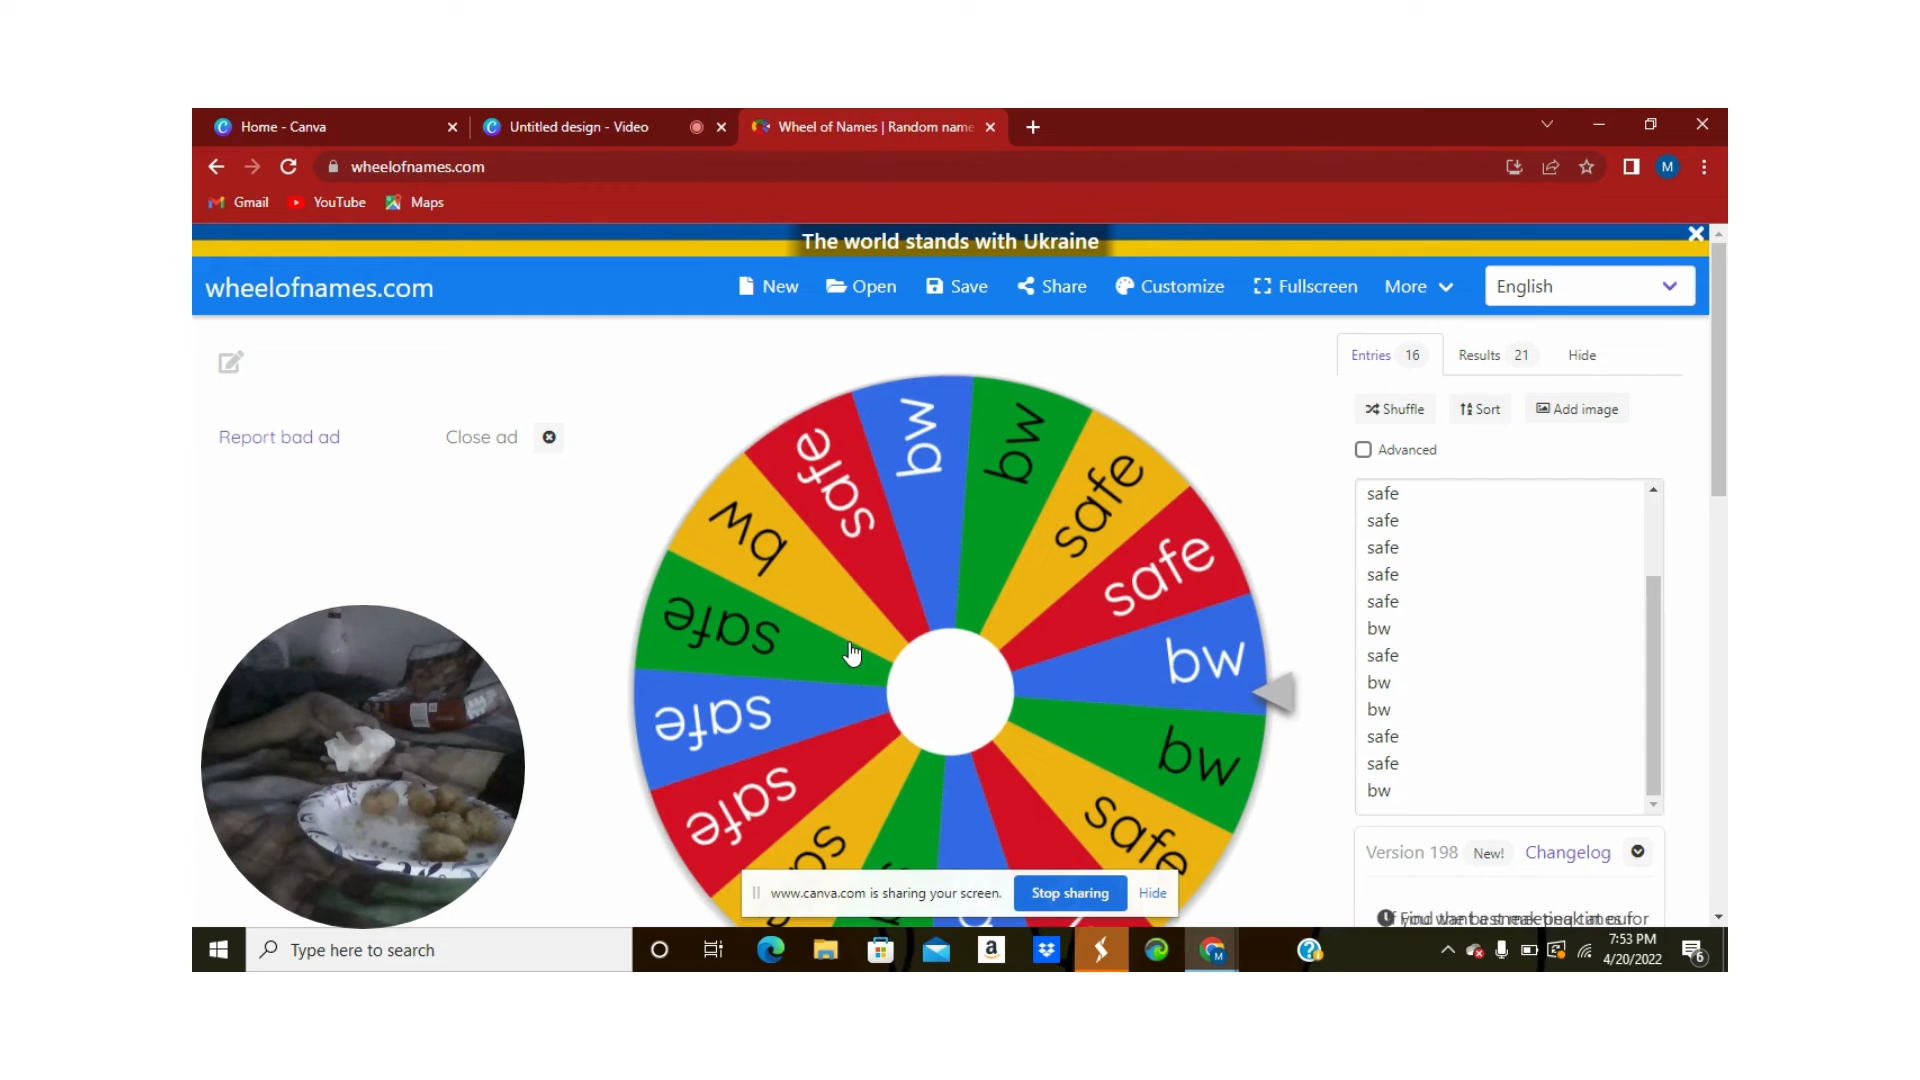 Home - Canva
Untitled design - Video
Wheel of Names | Random name
wheelofnames.com
Gmail
YouTube
Maps
The world stands with Ukraine
wheelofnames.com
New
Open
Save
Share
Customize
Fullscreen
More
English
Report bad ad
Close ad
bw
bw
safe
safe
bw
bw
safe
safe
safe
safe
bw
safe
Entries 16
Results 21
Hide
Shuffle
Sort
Add image
Advanced
safe
safe
safe
safe
safe
bw
safe
bw
bw
safe
safe
bw
Version 198
New!
Changelog
www.canva.com is sharing your screen.
Stop sharing
Hide
Type here to search
a
M
M
7:53 PM
4/20/2022
6